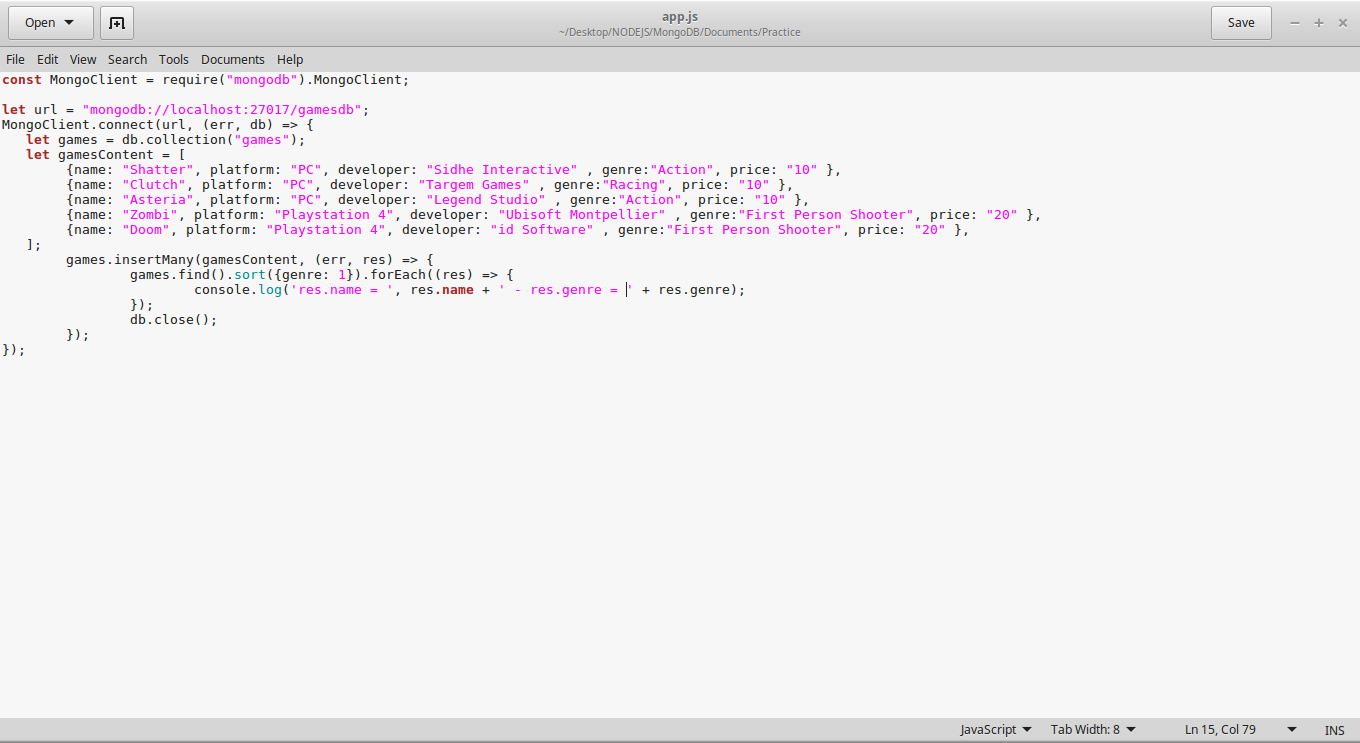 Open
app.js
~/Desktop/NODEJS/MongoDB/Documents/Practice
Save
File Edit View Search Tools Documents Help
const MongoClient = require("mongodb").MongoClient;
let url = "mongodb://localhost:27017/gamesdb";
MongoClient.connect(url, (err, db) => {
   let games = db.collection("games");
   let gamesContent = [
        {name: "Shatter", platform: "PC", developer: "Sidhe Interactive" , genre:"Action", price: "10" },
        {name: "Clutch", platform: "PC", developer: "Targem Games" , genre:"Racing", price: "10" },
        {name: "Asteria", platform: "PC", developer: "Legend Studio" , genre:"Action", price: "10" },
        {name: "Zombi", platform: "Playstation 4", developer: "Ubisoft Montpellier" , genre:"First Person Shooter", price: "20" },
        {name: "Doom", platform: "Playstation 4", developer: "id Software" , genre:"First Person Shooter", price: "20" },
   ];
        games.insertMany(gamesContent, (err, res) => {
                games.find().sort({genre: 1}).forEach((res) => {
                        console.log('res.name = ', res.name + ' - res.genre = ' + res.genre);
                });
                db.close();
        });
});
JavaScript Tab Width: 8 Ln 15, Col 79 INS